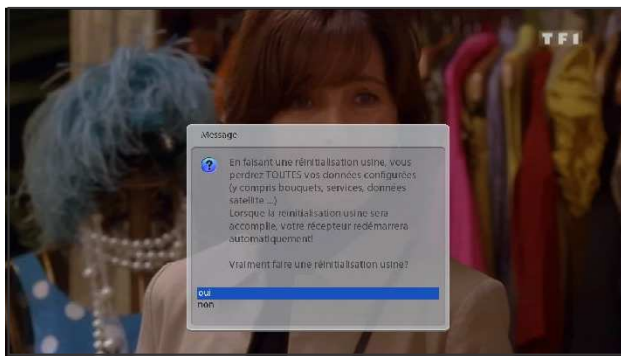 TF1
Message
En faisant une réinitialisation usine, vous
perdrez TOUTES vos données configurées
(y compris bouquets, services, données
satellite ...)
Lorsque la réinitialisation usine sera
accomplie, votre récepteur redémarrera
automatiquement!
Vraiment faire une réinitialisation usine?
oui
non